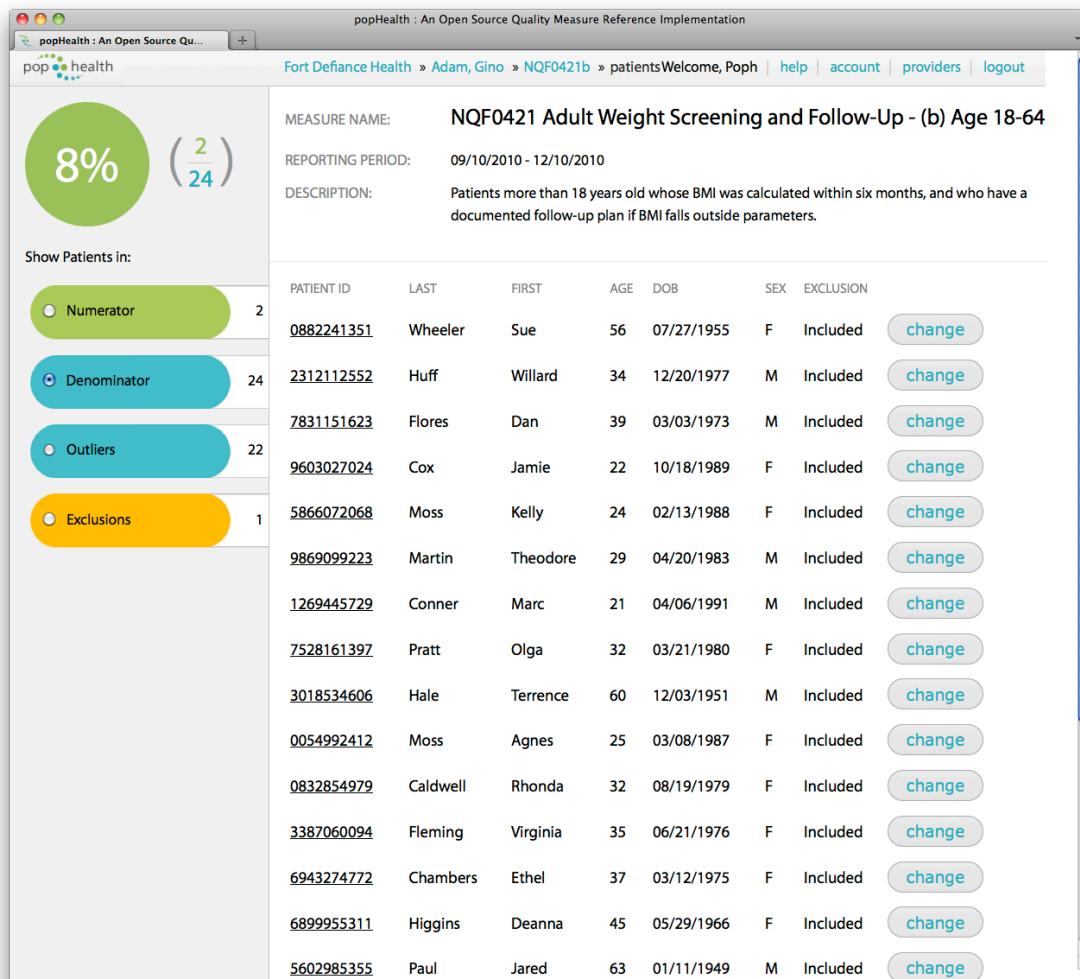 popHealth : An Open Source Quality Measure Reference Implementation
popHealth : An Open Source Qu...
pop health
Fort Defiance Health » Adam, Gino » NQF0421b » patientsWelcome, Poph | help | account | providers | logout
8% ( 2 / 24 )
Show Patients in:
Numerator 2
Denominator 24
Outliers 22
Exclusions 1
MEASURE NAME: NQF0421 Adult Weight Screening and Follow-Up - (b) Age 18-64
REPORTING PERIOD: 09/10/2010 - 12/10/2010
DESCRIPTION: Patients more than 18 years old whose BMI was calculated within six months, and who have a
documented follow-up plan if BMI falls outside parameters.
PATIENT ID LAST FIRST AGE DOB SEX EXCLUSION
0882241351 Wheeler Sue 56 07/27/1955 F Included change
2312112552 Huff Willard 34 12/20/1977 M Included change
7831151623 Flores Dan 39 03/03/1973 M Included change
9603027024 Cox Jamie 22 10/18/1989 F Included change
5866072068 Moss Kelly 24 02/13/1988 F Included change
9869099223 Martin Theodore 29 04/20/1983 M Included change
1269445729 Conner Marc 21 04/06/1991 M Included change
7528161397 Pratt Olga 32 03/21/1980 F Included change
3018534606 Hale Terrence 60 12/03/1951 M Included change
0054992412 Moss Agnes 25 03/08/1987 F Included change
0832854979 Caldwell Rhonda 32 08/19/1979 F Included change
3387060094 Fleming Virginia 35 06/21/1976 F Included change
6943274772 Chambers Ethel 37 03/12/1975 F Included change
6899955311 Higgins Deanna 45 05/29/1966 F Included change
5602985355 Paul Jared 63 01/11/1949 M Included change